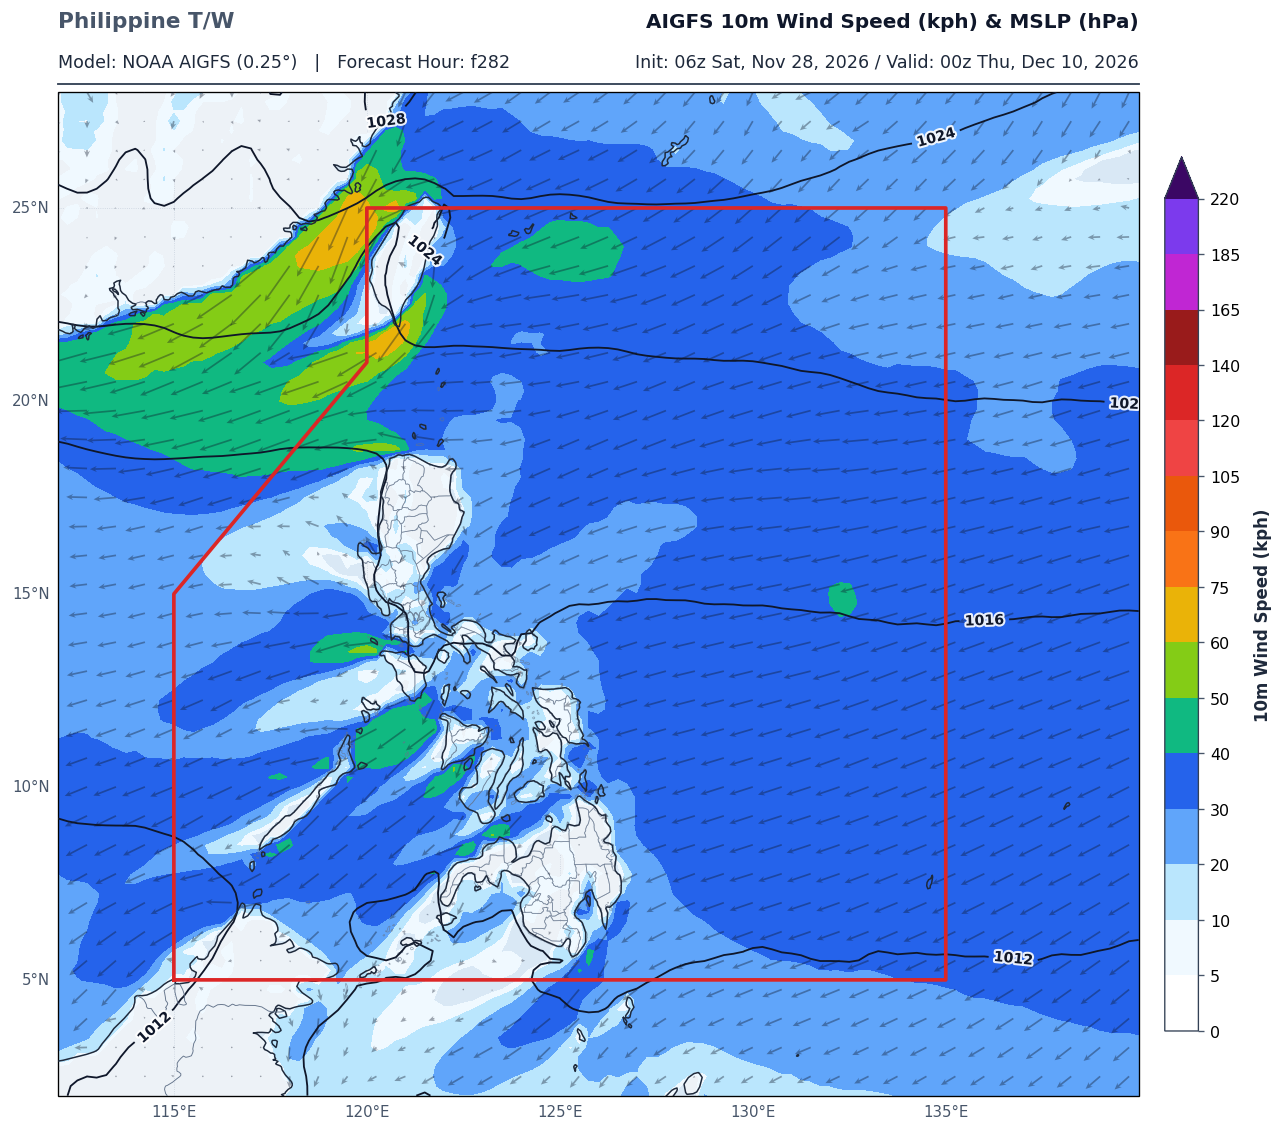 Philippine T/W
AIGFS 10m Wind Speed (kph) & MSLP (hPa)
Model: NOAA AIGFS (0.25°) | Forecast Hour: f282
Init: 06z Sat, Nov 28, 2026 / Valid: 00z Thu, Dec 10, 2026
1028
1024
1024
102
1016
1012
1012
25°N
20°N
15°N
10°N
5°N
115°E
120°E
125°E
130°E
135°E
220
185
165
140
120
105
90
75
60
50
40
30
20
10
5
0
10m Wind Speed (kph)